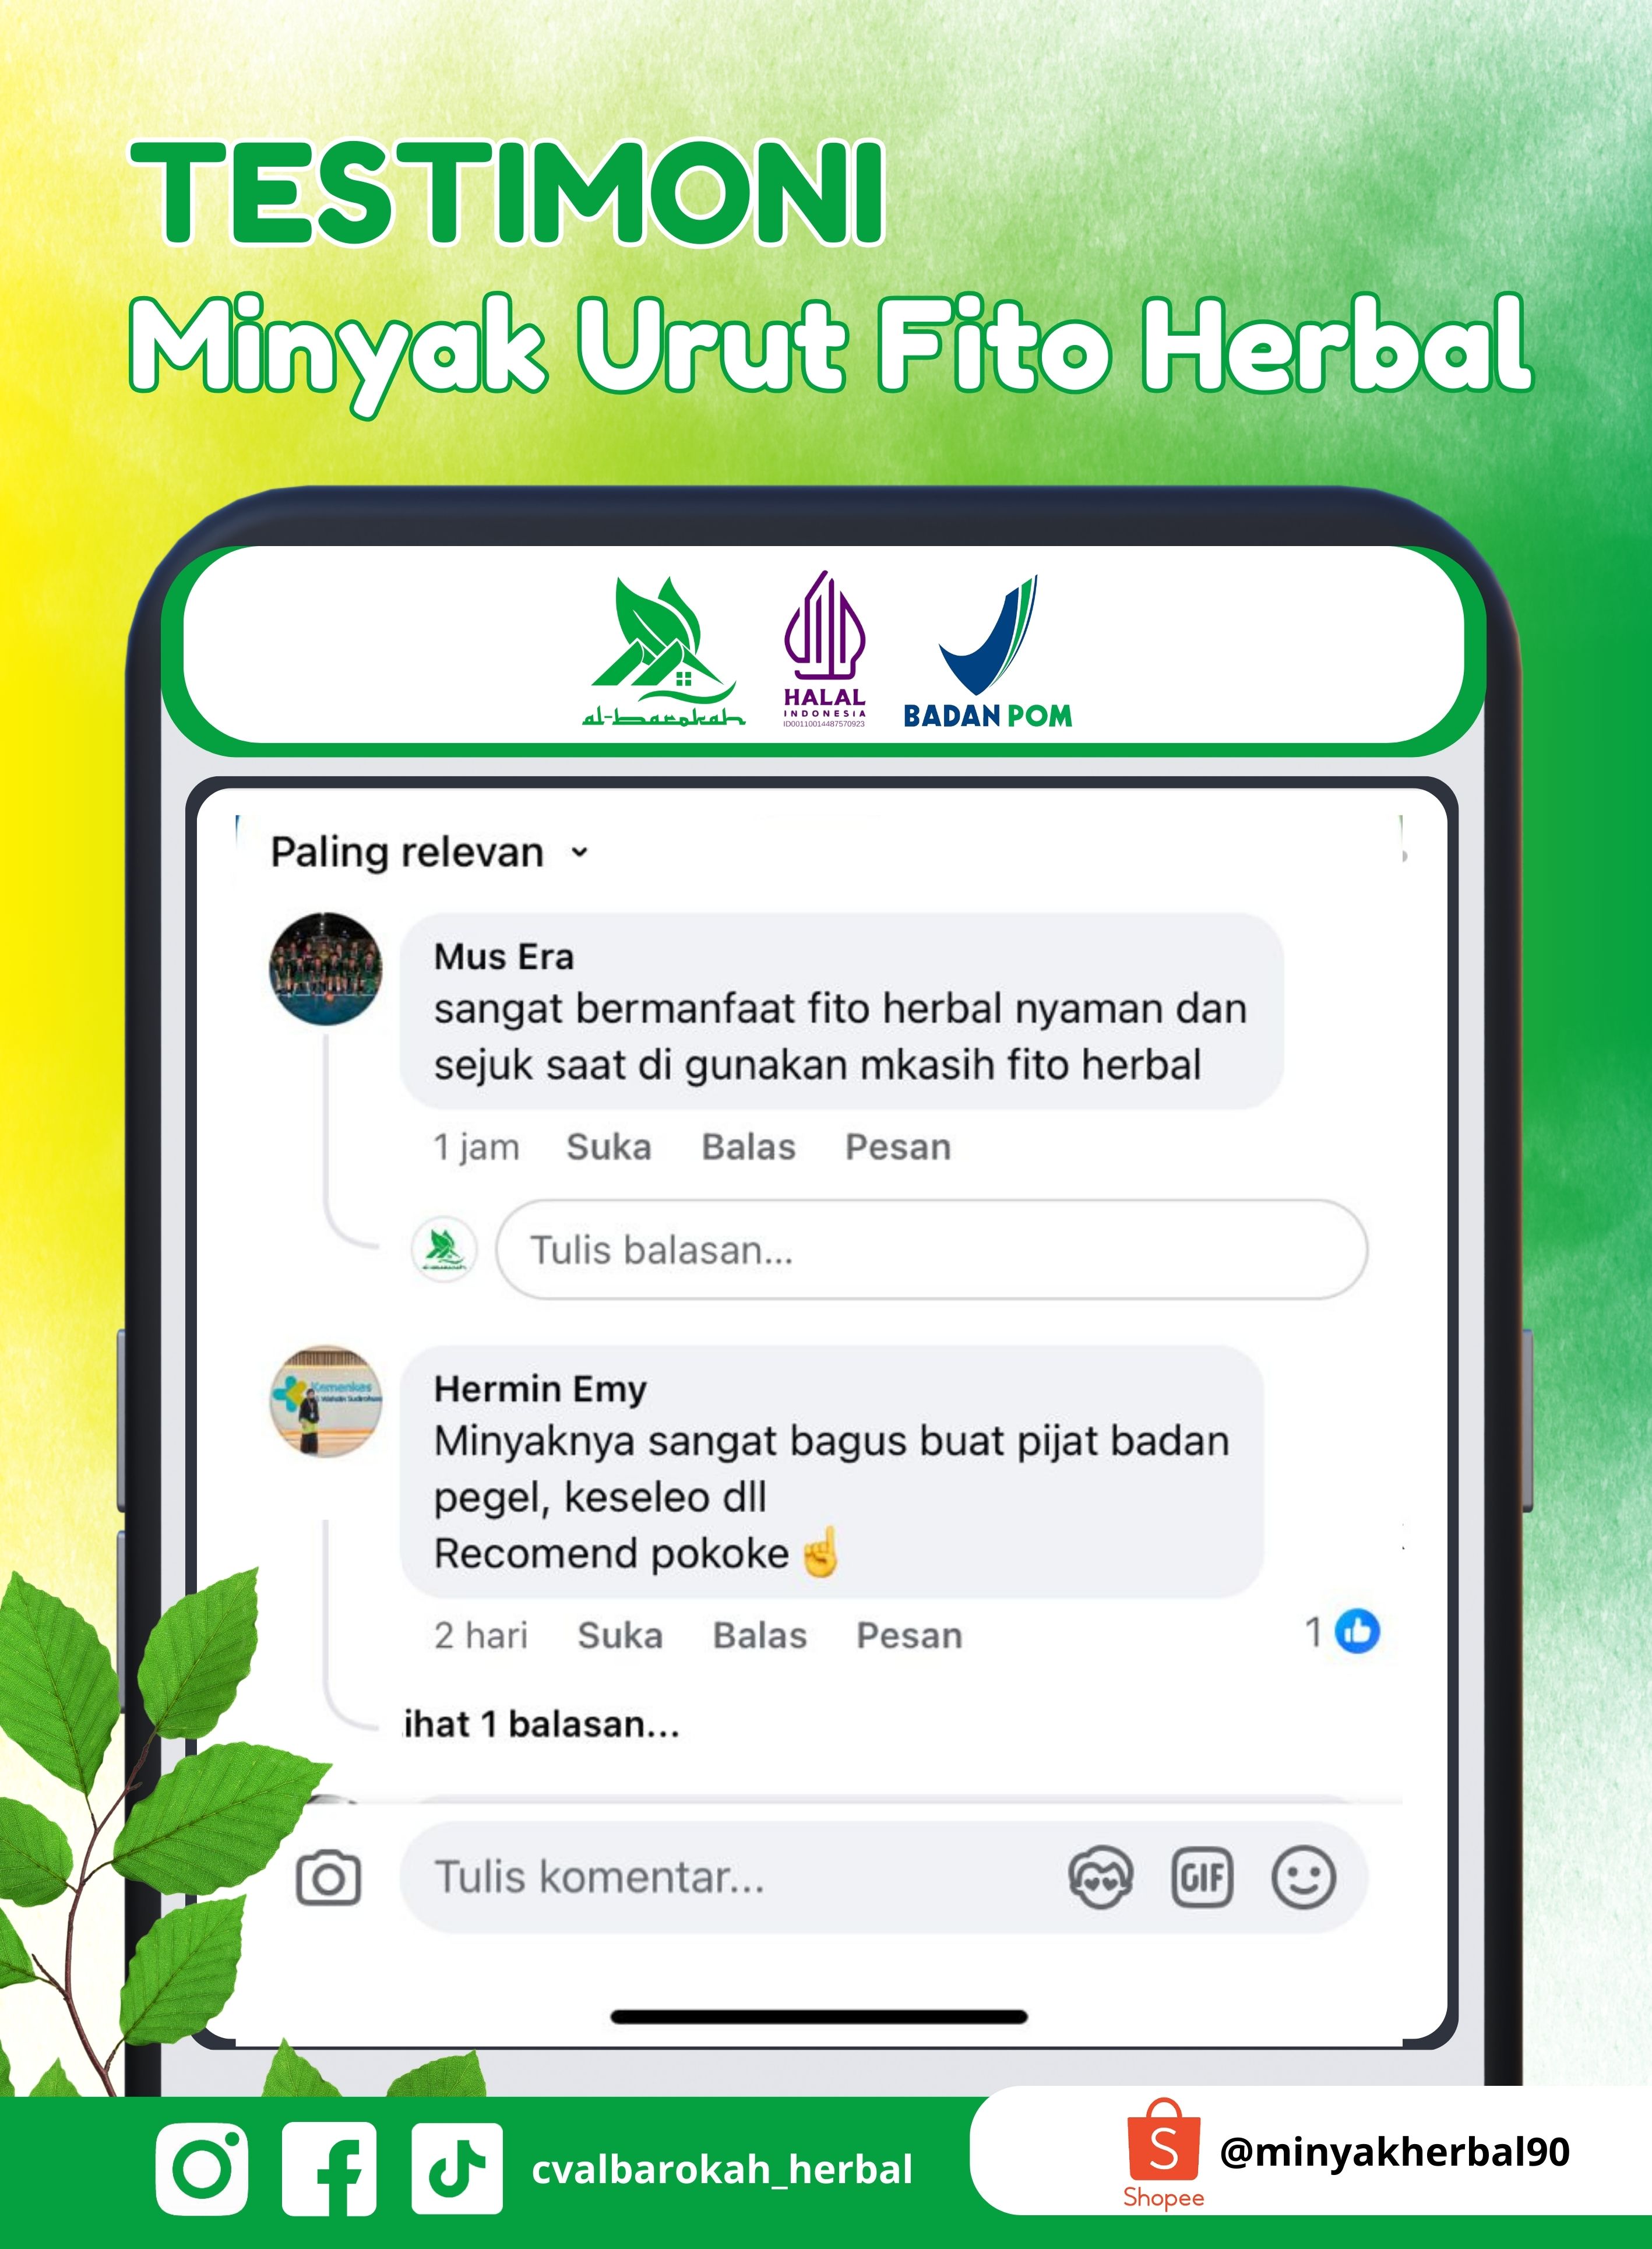 TESTIMONI
Minyak Urut Fito Herbal
al-barokah
HALAL
INDONESIA
ID00110014487570923
BADAN POM
Paling relevan
Mus Era
sangat bermanfaat fito herbal nyaman dan
sejuk saat di gunakan mkasih fito herbal
1 jam Suka Balas Pesan
Tulis balasan...
Kemenkes
Hermin Emy
Minyaknya sangat bagus buat pijat badan
pegel, keseleo dll
Recomend pokoke ☝️
2 hari Suka Balas Pesan
1
ihat 1 balasan...
Tulis komentar...
GIF
cvalbarokah_herbal
Shopee
@minyakherbal90